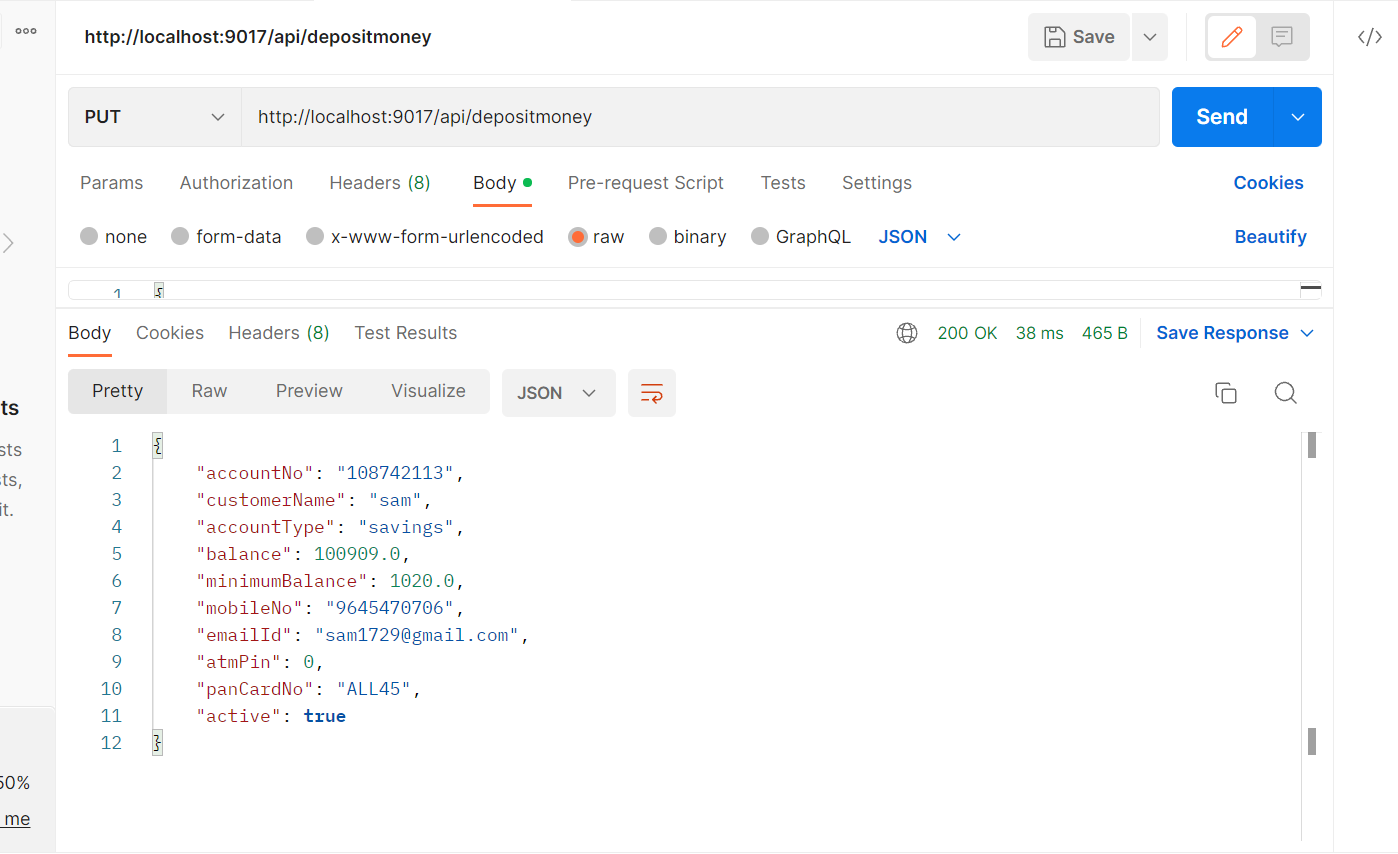 http://localhost:9017/api/depositmoney
Save
PUT
http://localhost:9017/api/depositmoney
Send
Params Authorization Headers (8) Body Pre-request Script Tests Settings Cookies
none form-data x-www-form-urlencoded raw binary GraphQL JSON Beautify
1 {
Body Cookies Headers (8) Test Results 200 OK 38 ms 465 B Save Response
Pretty Raw Preview Visualize JSON
1 {
2 "accountNo": "108742113",
3 "customerName": "sam",
4 "accountType": "savings",
5 "balance": 100909.0,
6 "minimumBalance": 1020.0,
7 "mobileNo": "9645470706",
8 "emailId": "sam1729@gmail.com",
9 "atmPin": 0,
10 "panCardNo": "ALL45",
11 "active": true
12 }
ts
sts
ts,
it.
50%
me